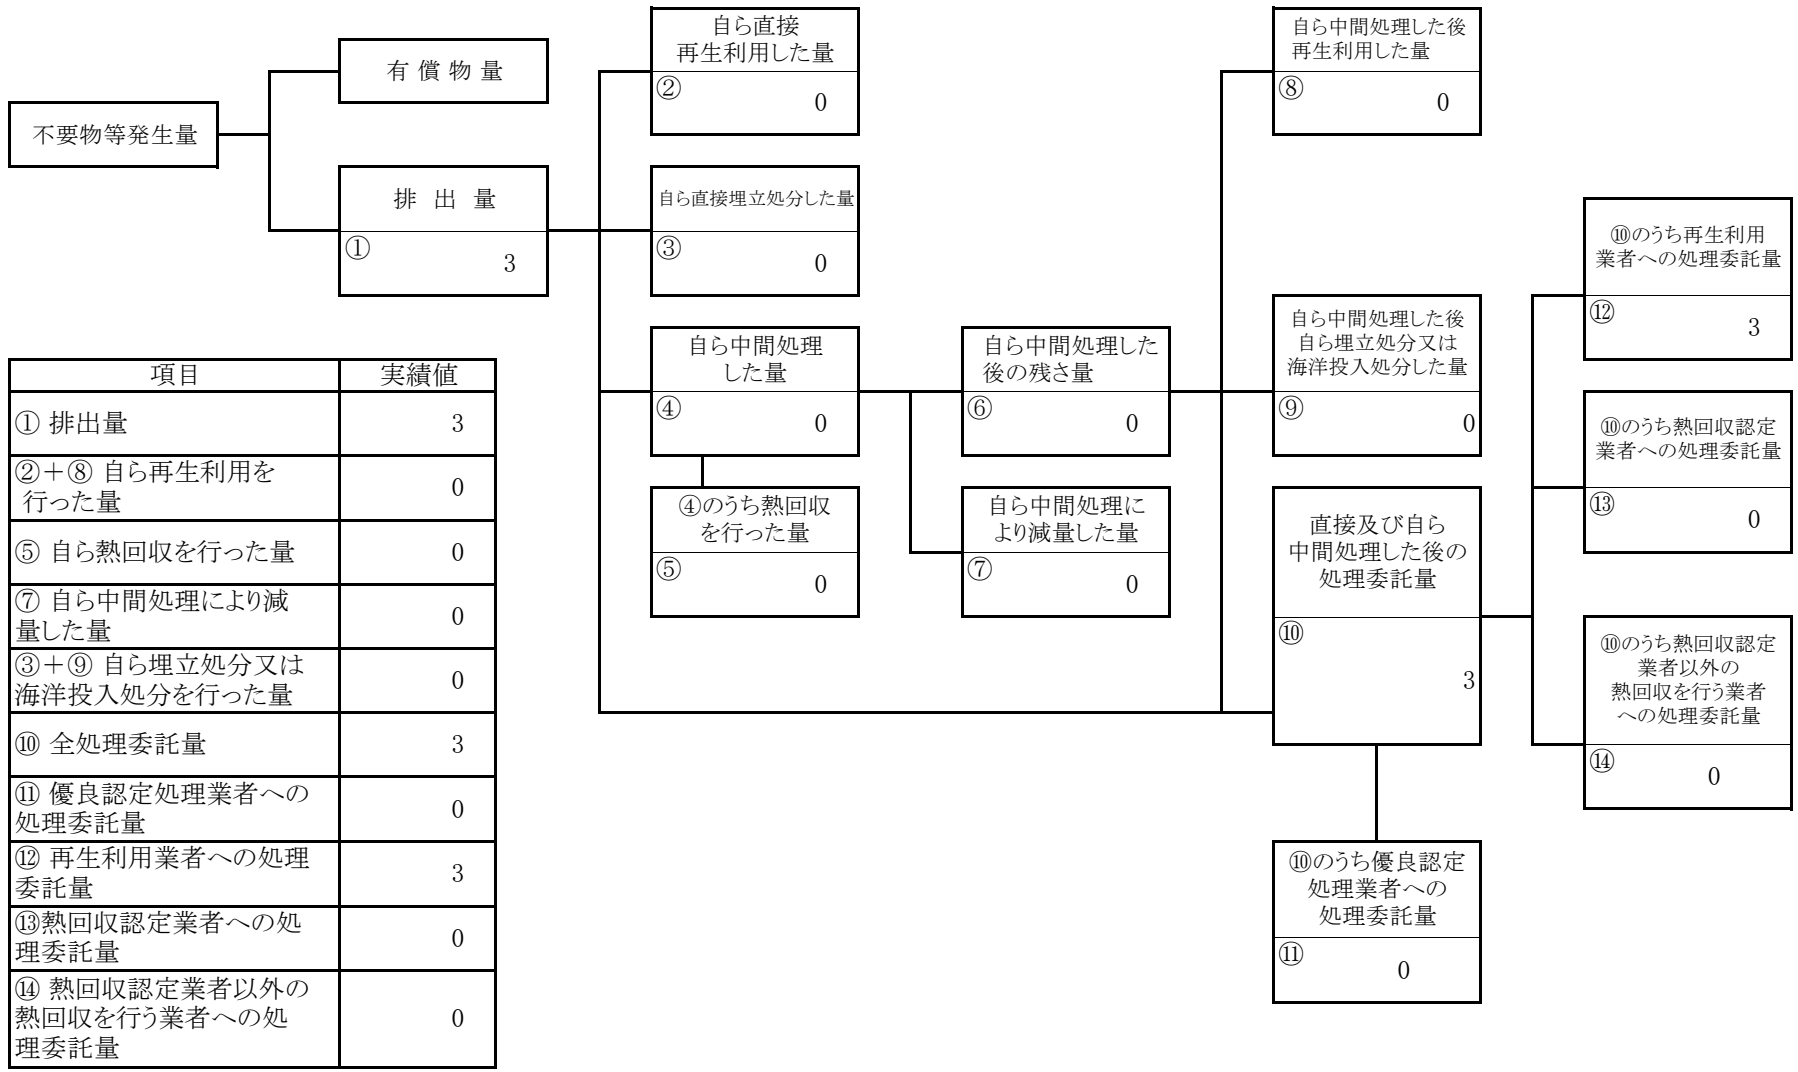 不要物等発生量
有 償 物 量
排 出 量
①
3
自ら直接
再生利用した量
②
0
自ら直接埋立処分した量
③
0
自ら中間処理
した量
④
0
④のうち熱回収
を行った量
⑤
0
自ら中間処理した
後の残さ量
⑥
0
自ら中間処理に
より減量した量
⑦
0
自ら中間処理した後
再生利用した量
⑧
0
自ら中間処理した後
自ら埋立処分又は
海洋投入処分した量
⑨
0
直接及び自ら
中間処理した後の
処理委託量
⑩
3
⑩のうち優良認定
処理業者への
処理委託量
⑪
0
⑩のうち再生利用
業者への処理委託量
⑫
3
⑩のうち熱回収認定
業者への処理委託量
⑬
0
⑩のうち熱回収認定
業者以外の
熱回収を行う業者
への処理委託量
⑭
0
項目 実績値
① 排出量 3
②＋⑧ 自ら再生利用を
行った量 0
⑤ 自ら熱回収を行った量 0
⑦ 自ら中間処理により減
量した量 0
③＋⑨ 自ら埋立処分又は
海洋投入処分を行った量 0
⑩ 全処理委託量 3
⑪ 優良認定処理業者への
処理委託量 0
⑫ 再生利用業者への処理
委託量 3
⑬熱回収認定業者への処
理委託量 0
⑭ 熱回収認定業者以外の
熱回収を行う業者への処
理委託量 0